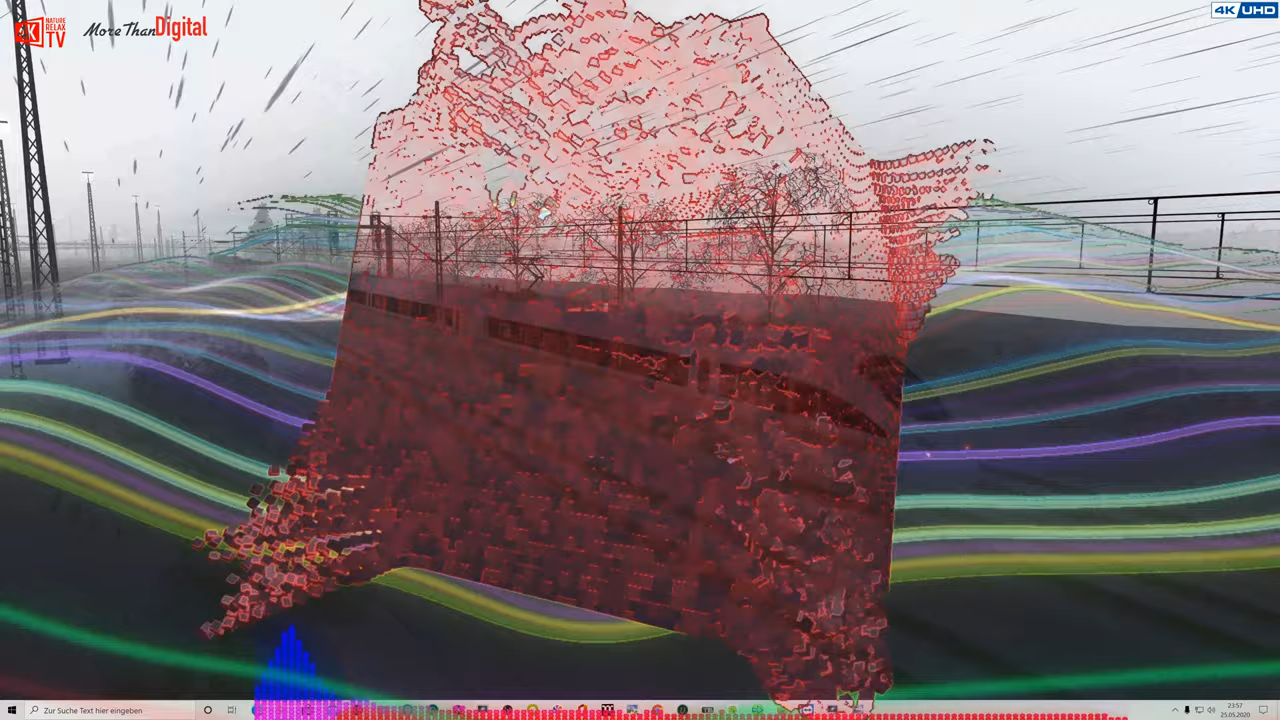 4K NATURE
RELAX
TV
More Than Digital
4K UHD
Zur Suche Text hier eingeben
23:57
25.05.2020